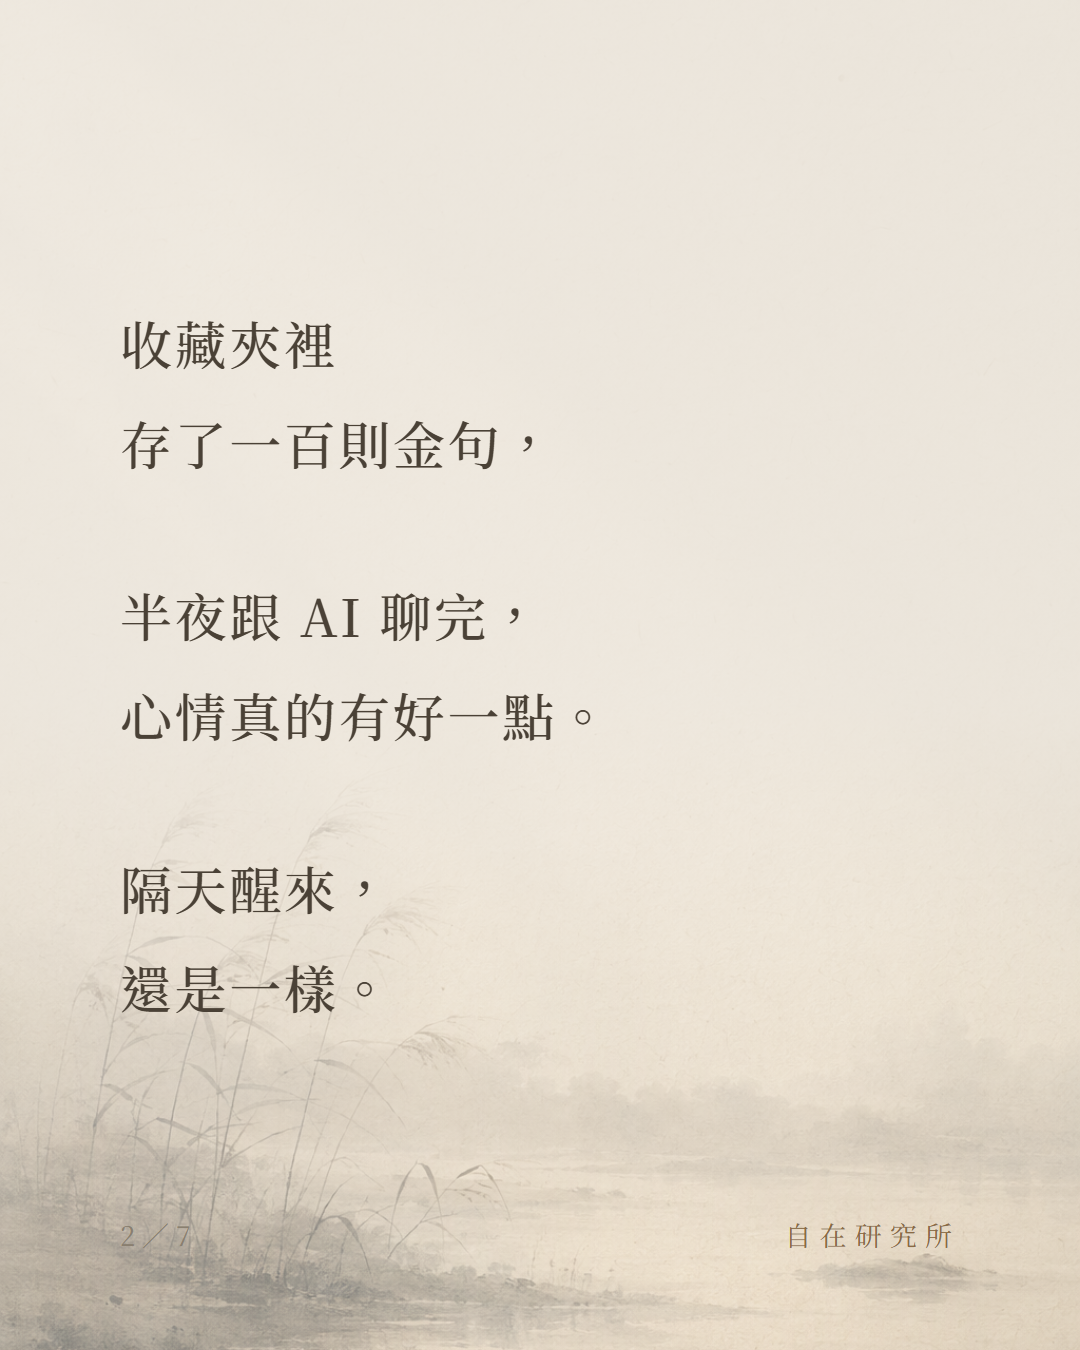 收藏夾裡
存了一百則金句，
半夜跟 AI 聊完，
心情真的有好一點。
隔天醒來，
還是一樣。
2／7
自在研究所